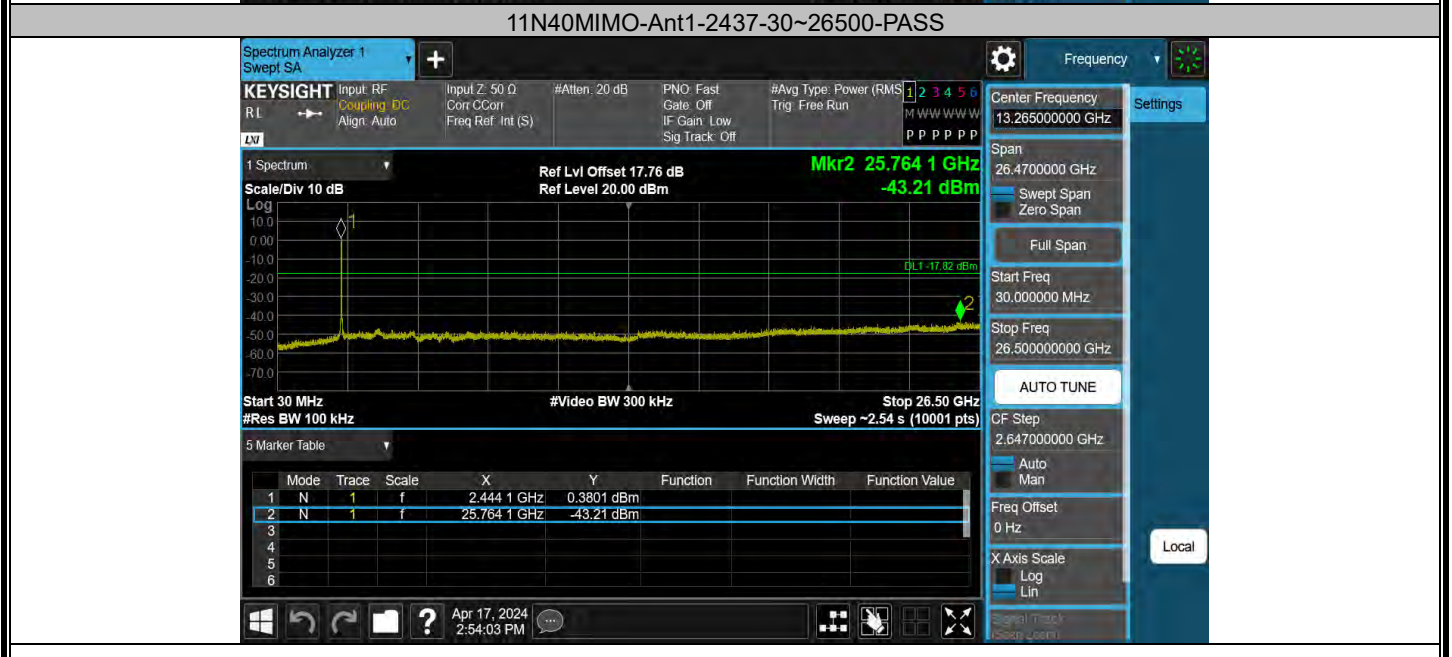 11N40MIMO-Ant1-2437-30~26500-PASS
Spectrum Analyzer 1
Swept SA
+
Frequency
KEYSIGHT
RL
LXI
Input: RF
Coupling: DC
Align: Auto
Input Z: 50 Ω
Corr CCorr
Freq Ref: Int (S)
#Atten: 20 dB
PNO: Fast
Gate: Off
IF Gain: Low
Sig Track: Off
#Avg Type: Power (RMS
Trig: Free Run
1 2 3 4 5 6
M W W W W W
P P P P P P
Center Frequency
13.265000000 GHz
Settings
1 Spectrum
Scale/Div 10 dB
Log
Ref Lvl Offset 17.76 dB
Ref Level 20.00 dBm
Mkr2 25.764 1 GHz
-43.21 dBm
10.0
0.00
-10.0
-20.0
-30.0
-40.0
-50.0
-60.0
-70.0
1
DL1 -17.82 dBm
2
Start 30 MHz
#Res BW 100 kHz
#Video BW 300 kHz
Stop 26.50 GHz
Sweep ~2.54 s (10001 pts)
Span
26.4700000 GHz
Swept Span
Zero Span
Full Span
Start Freq
30.000000 MHz
Stop Freq
26.500000000 GHz
AUTO TUNE
CF Step
2.647000000 GHz
Auto
Man
Freq Offset
0 Hz
X Axis Scale
Log
Lin
Signal Track
(Span Zoom)
Local
5 Marker Table
Mode Trace Scale X Y Function Function Width Function Value
1 N 1 f 2.444 1 GHz 0.3801 dBm
2 N 1 f 25.764 1 GHz -43.21 dBm
3
4
5
6
?
Apr 17, 2024
2:54:03 PM